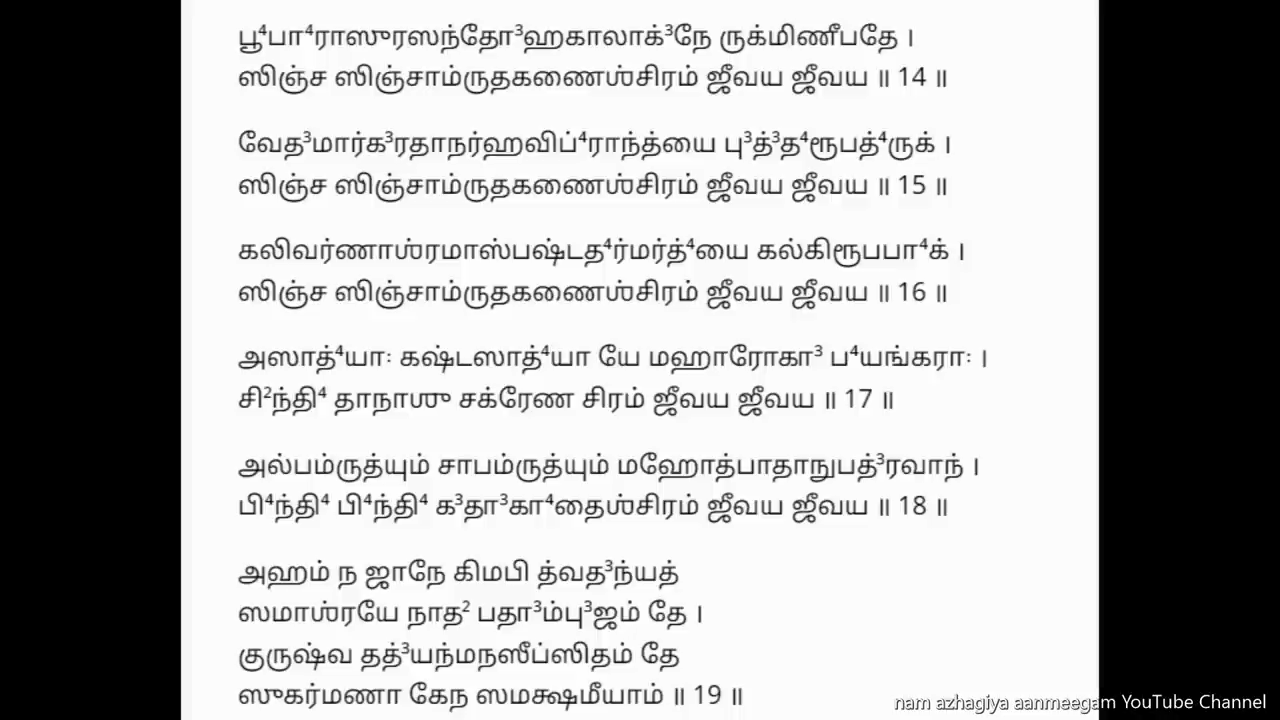 பூ⁴பா⁴ராஸுரஸந்தோ³ஹகாலாக்³நே ருக்மிணீபதே ।
ஸிஞ்ச ஸிஞ்சாம்ருதகணைஶ்சிரம் ஜீவய ஜீவய ॥ 14 ॥
வேத³மார்க³ரதாநர்ஹவிப்⁴ராந்த்யை பு³த்³த⁴ரூபத்⁴ருக் ।
ஸிஞ்ச ஸிஞ்சாம்ருதகணைஶ்சிரம் ஜீவய ஜீவய ॥ 15 ॥
கலிவர்ணாஶ்ரமாஸ்பஷ்டத⁴ர்மர்த்⁴யை கல்கிரூபபா⁴க் ।
ஸிஞ்ச ஸிஞ்சாம்ருதகணைஶ்சிரம் ஜீவய ஜீவய ॥ 16 ॥
அஸாத்⁴யா: கஷ்டஸாத்⁴யா யே மஹாரோகா³ ப⁴யங்கரா: ।
சி²ந்தி⁴ தாநாஶு சக்ரேண சிரம் ஜீவய ஜீவய ॥ 17 ॥
அல்பம்ருத்யும் சாபம்ருத்யும் மஹோத்பாதாநுபத்³ரவாந் ।
பி⁴ந்தி⁴ பி⁴ந்தி⁴ க³தா³கா⁴தைஶ்சிரம் ஜீவய ஜீவய ॥ 18 ॥
அஹம் ந ஜாநே கிமபி த்வத³ந்யத்
ஸமாஶ்ரயே நாத² பதா³ம்பு³ஜம் தே ।
குருஷ்வ தத்³யந்மநஸீப்ஸிதம் தே
ஸுகர்மணா கேந ஸமக்ஷமீயாம் ॥ 19 ॥
nam azhagiya aanmeegam YouTube Channel